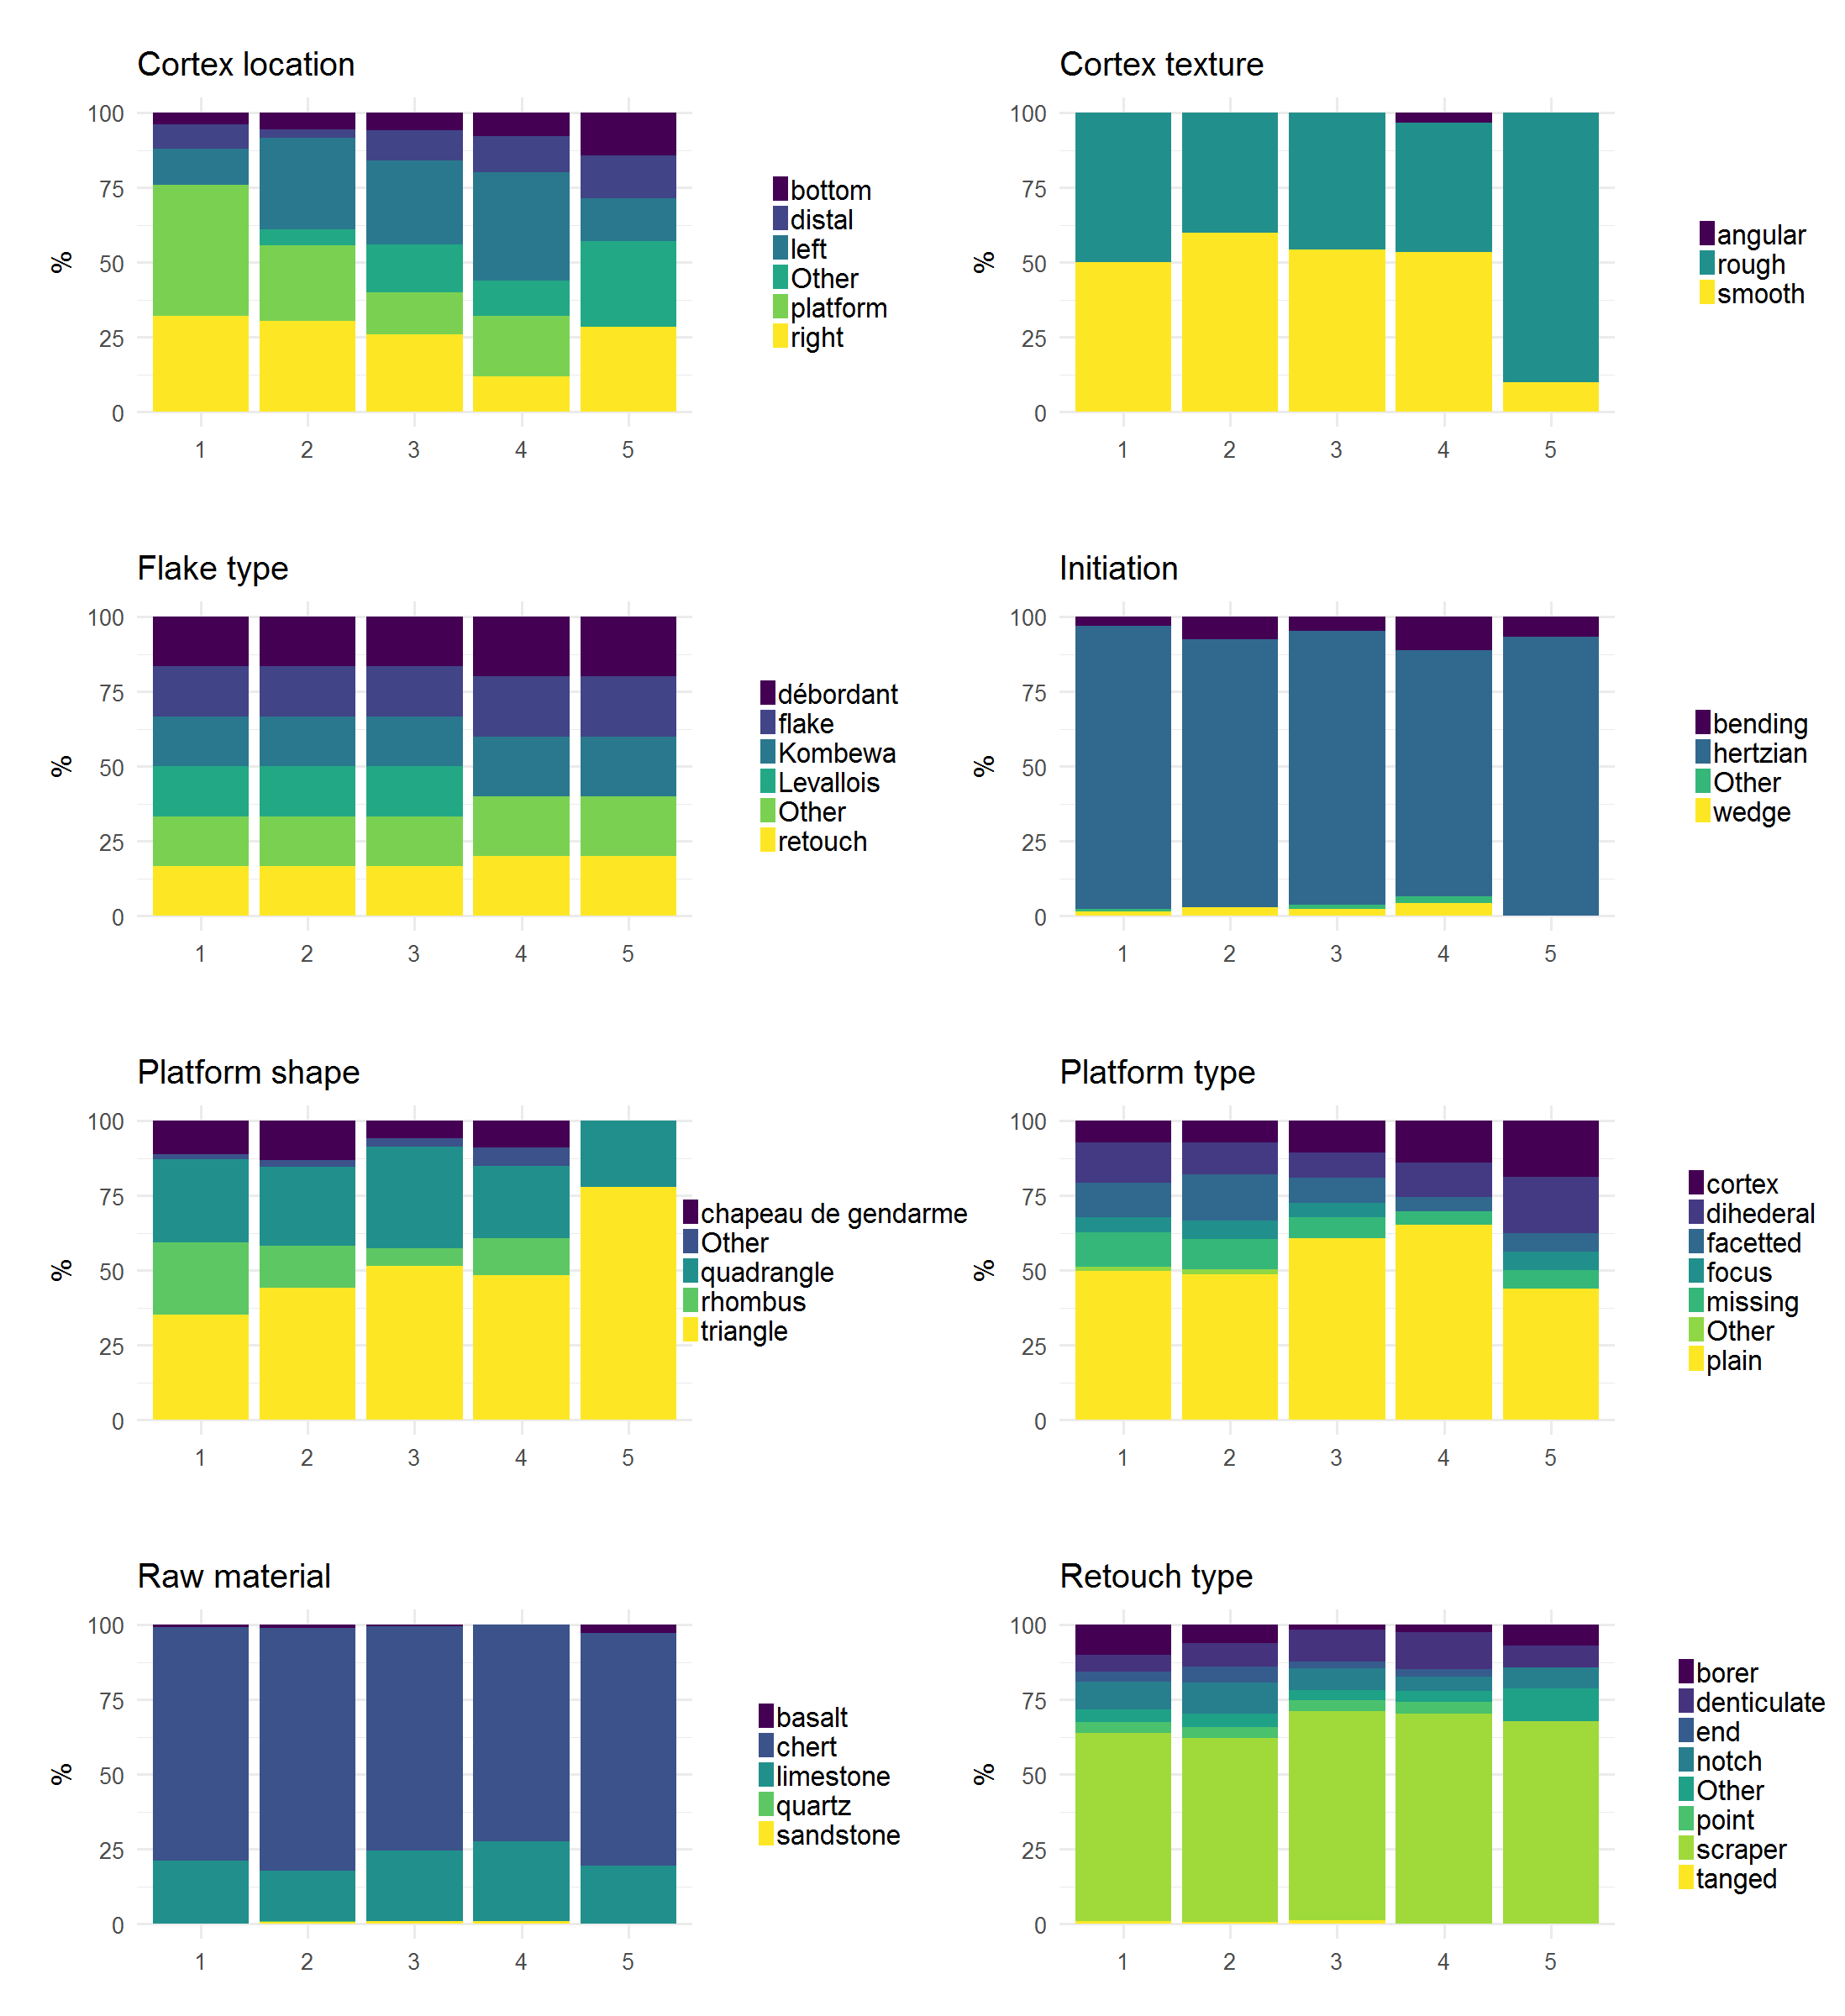 Cortex location
100
75
50
25
0
%
1 2 3 4 5
bottom
distal
left
Other
platform
right
Cortex texture
100
75
50
25
0
%
1 2 3 4 5
angular
rough
smooth
Flake type
100
75
50
25
0
%
1 2 3 4 5
débordant
flake
Kombewa
Levallois
Other
retouch
Initiation
100
75
50
25
0
%
1 2 3 4 5
bending
hertzian
Other
wedge
Platform shape
100
75
50
25
0
%
1 2 3 4 5
chapeau de gendarme
Other
quadrangle
rhombus
triangle
Platform type
100
75
50
25
0
%
1 2 3 4 5
cortex
dihederal
facetted
focus
missing
Other
plain
Raw material
100
75
50
25
0
%
1 2 3 4 5
basalt
chert
limestone
quartz
sandstone
Retouch type
100
75
50
25
0
%
1 2 3 4 5
borer
denticulate
end
notch
Other
point
scraper
tanged